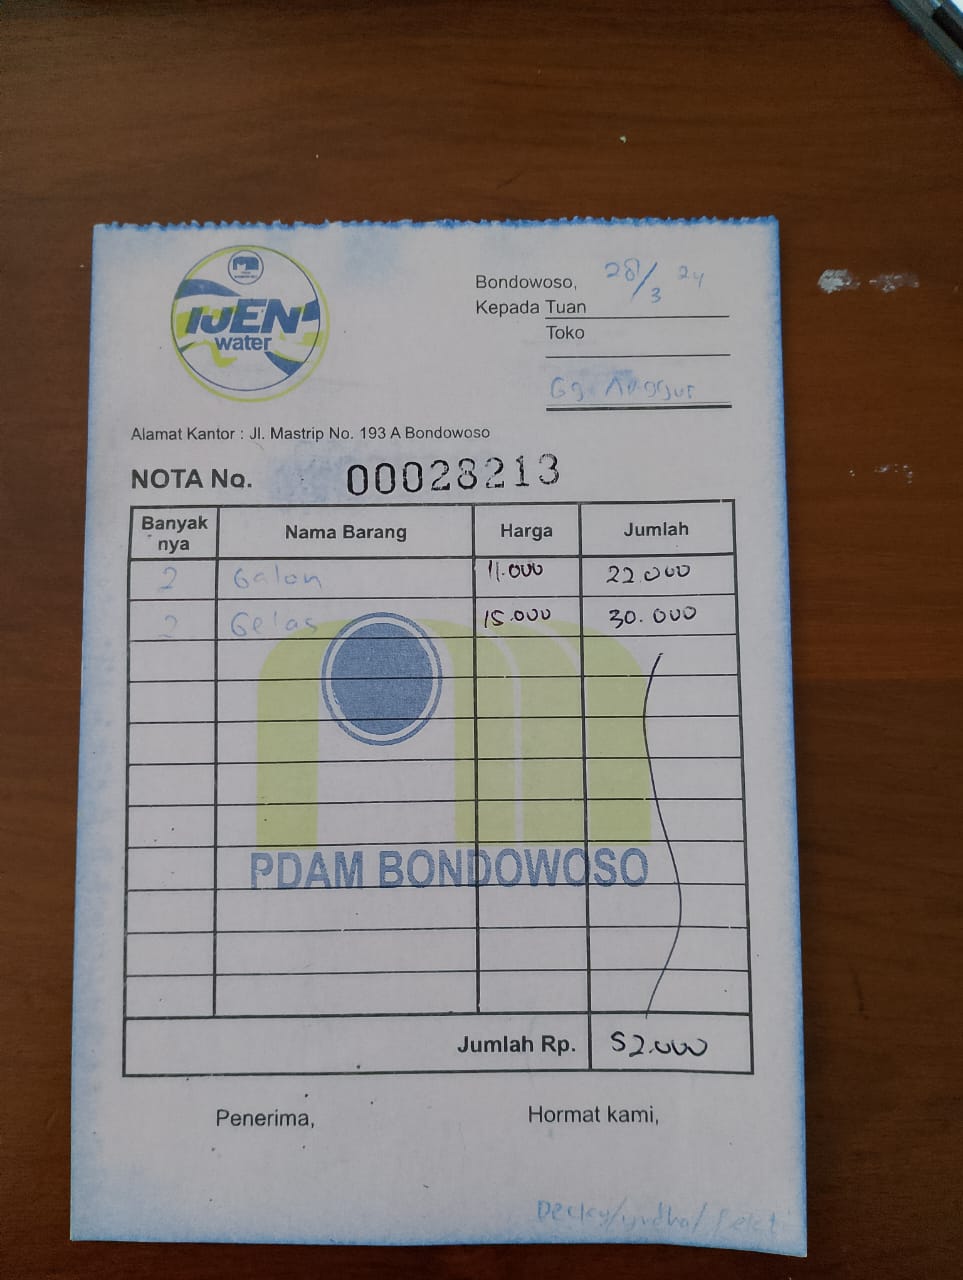 IJEN
water
Bondowoso, 28/3 24
Kepada Tuan
Toko
Gg. Anggur
Alamat Kantor : Jl. Mastrip No. 193 A Bondowoso
NOTA No. 00028213
Banyak nya Nama Barang Harga Jumlah
2 Galon 11.000 22.000
2 Gelas 15.000 30.000
PDAM BONDOWOSO
Jumlah Rp. 52.000
Penerima, Hormat kami,
Decky/